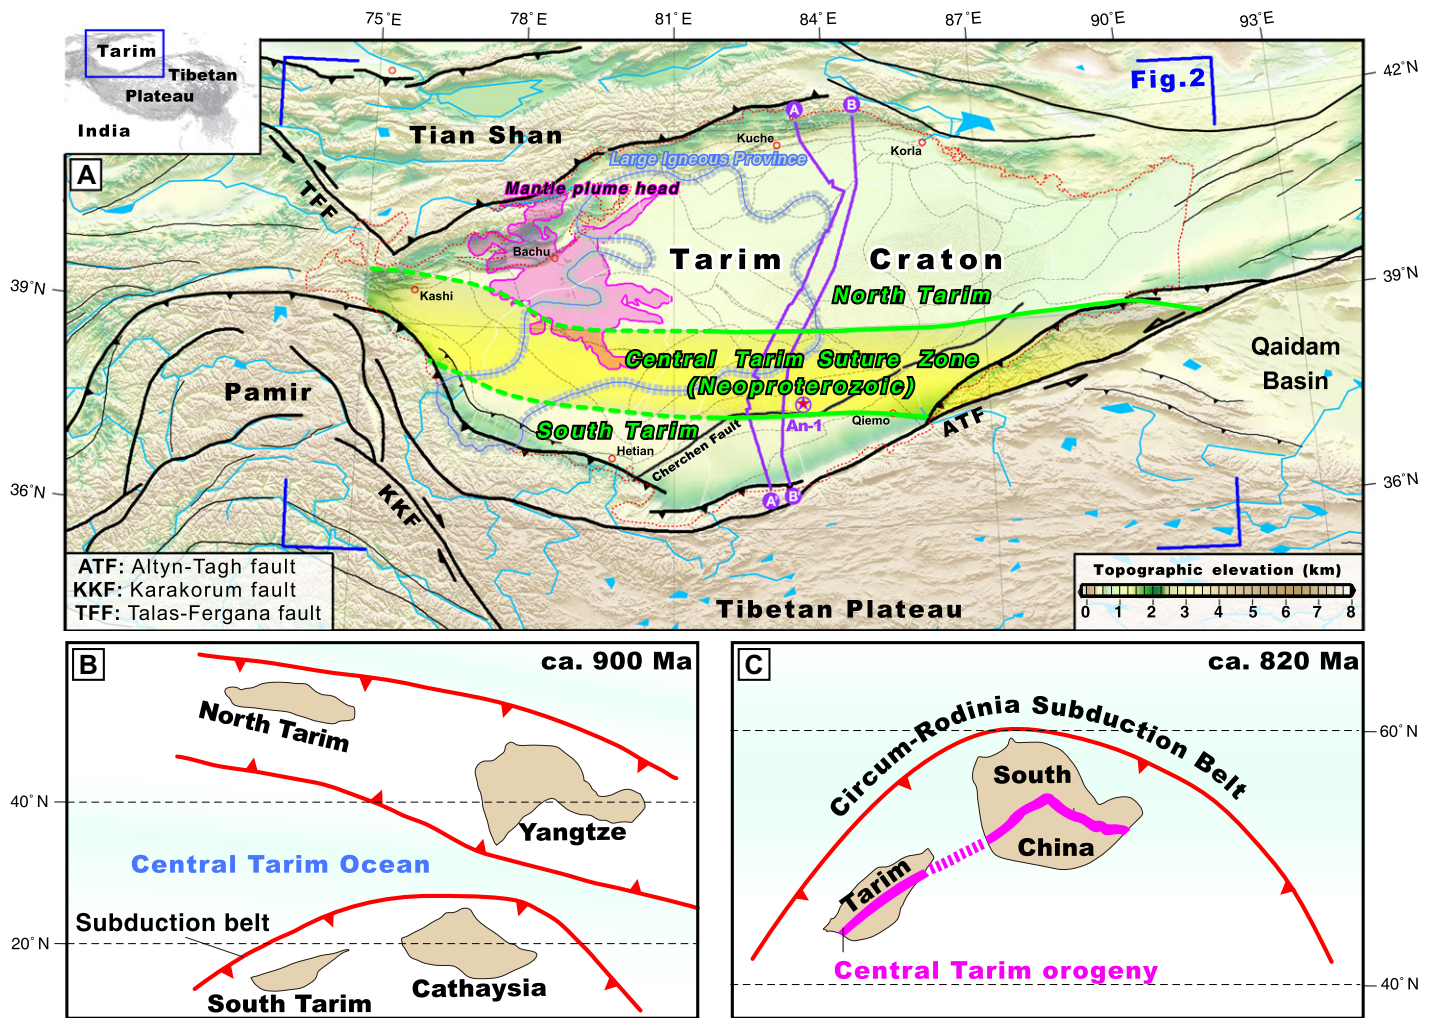 75°E 78°E 81°E 84°E 87°E 90°E 93°E
42°N
39°N
36°N
39°N
36°N
Tarim
Tibetan
Plateau
India
A
Fig.2
Tian Shan
TFF
A
B
Kuche
Korla
Large Igneous Province
Mantle plume head
Bachu
Tarim Craton
Kashi
North Tarim
Central Tarim Suture Zone
(Neoproterozoic)
Qaidam
Basin
Pamir
An-1
Qiemo
ATF
South Tarim
Cherchen Fault
Hetian
KKF
A'
B'
ATF: Altyn-Tagh fault
KKF: Karakorum fault
TFF: Talas-Fergana fault
Tibetan Plateau
Topographic elevation (km)
0 1 2 3 4 5 6 7 8
B
ca. 900 Ma
North Tarim
40°N
Yangtze
Central Tarim Ocean
Subduction belt
20°N
South Tarim
Cathaysia
C
ca. 820 Ma
Circum-Rodinia Subduction Belt
60°N
South
China
Tarim
Central Tarim orogeny
40°N